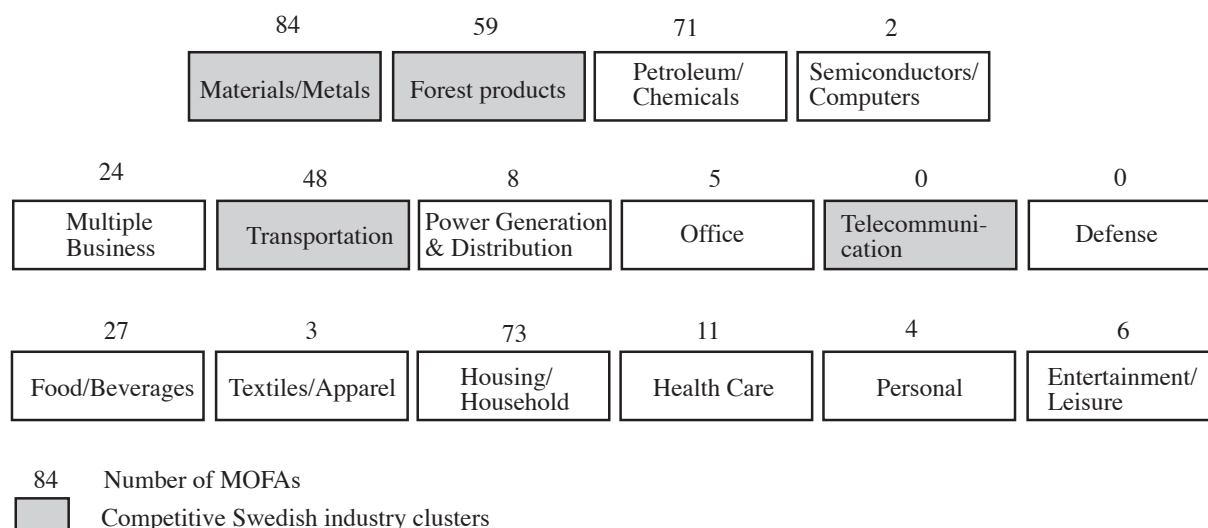 84 59 71 2
Materials/Metals
Forest products
Petroleum/
Chemicals
Semiconductors/
Computers
24 48 8 5 0 0
Multiple
Business
Transportation
Power Generation
& Distribution
Office
Telecommuni-
cation
Defense
27 3 73 11 4 6
Food/Beverages
Textiles/Apparel
Housing/
Household
Health Care
Personal
Entertainment/
Leisure
84 Number of MOFAs
Competitive Swedish industry clusters